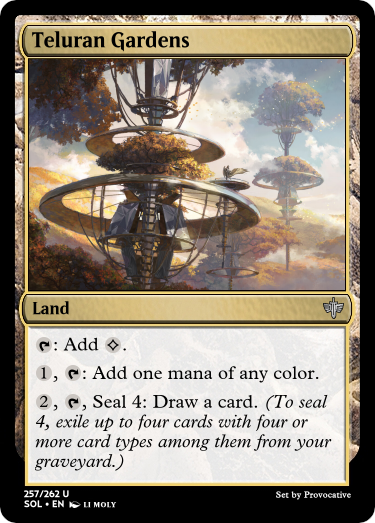 Teluran Gardens
Land
: Add .
1, : Add one mana of any color.
2, , Seal 4: Draw a card. (To seal
4, exile up to four cards with four or
more card types among them from your
graveyard.)
257/262 U
SOL • EN LI MOLY
Set by Provocative